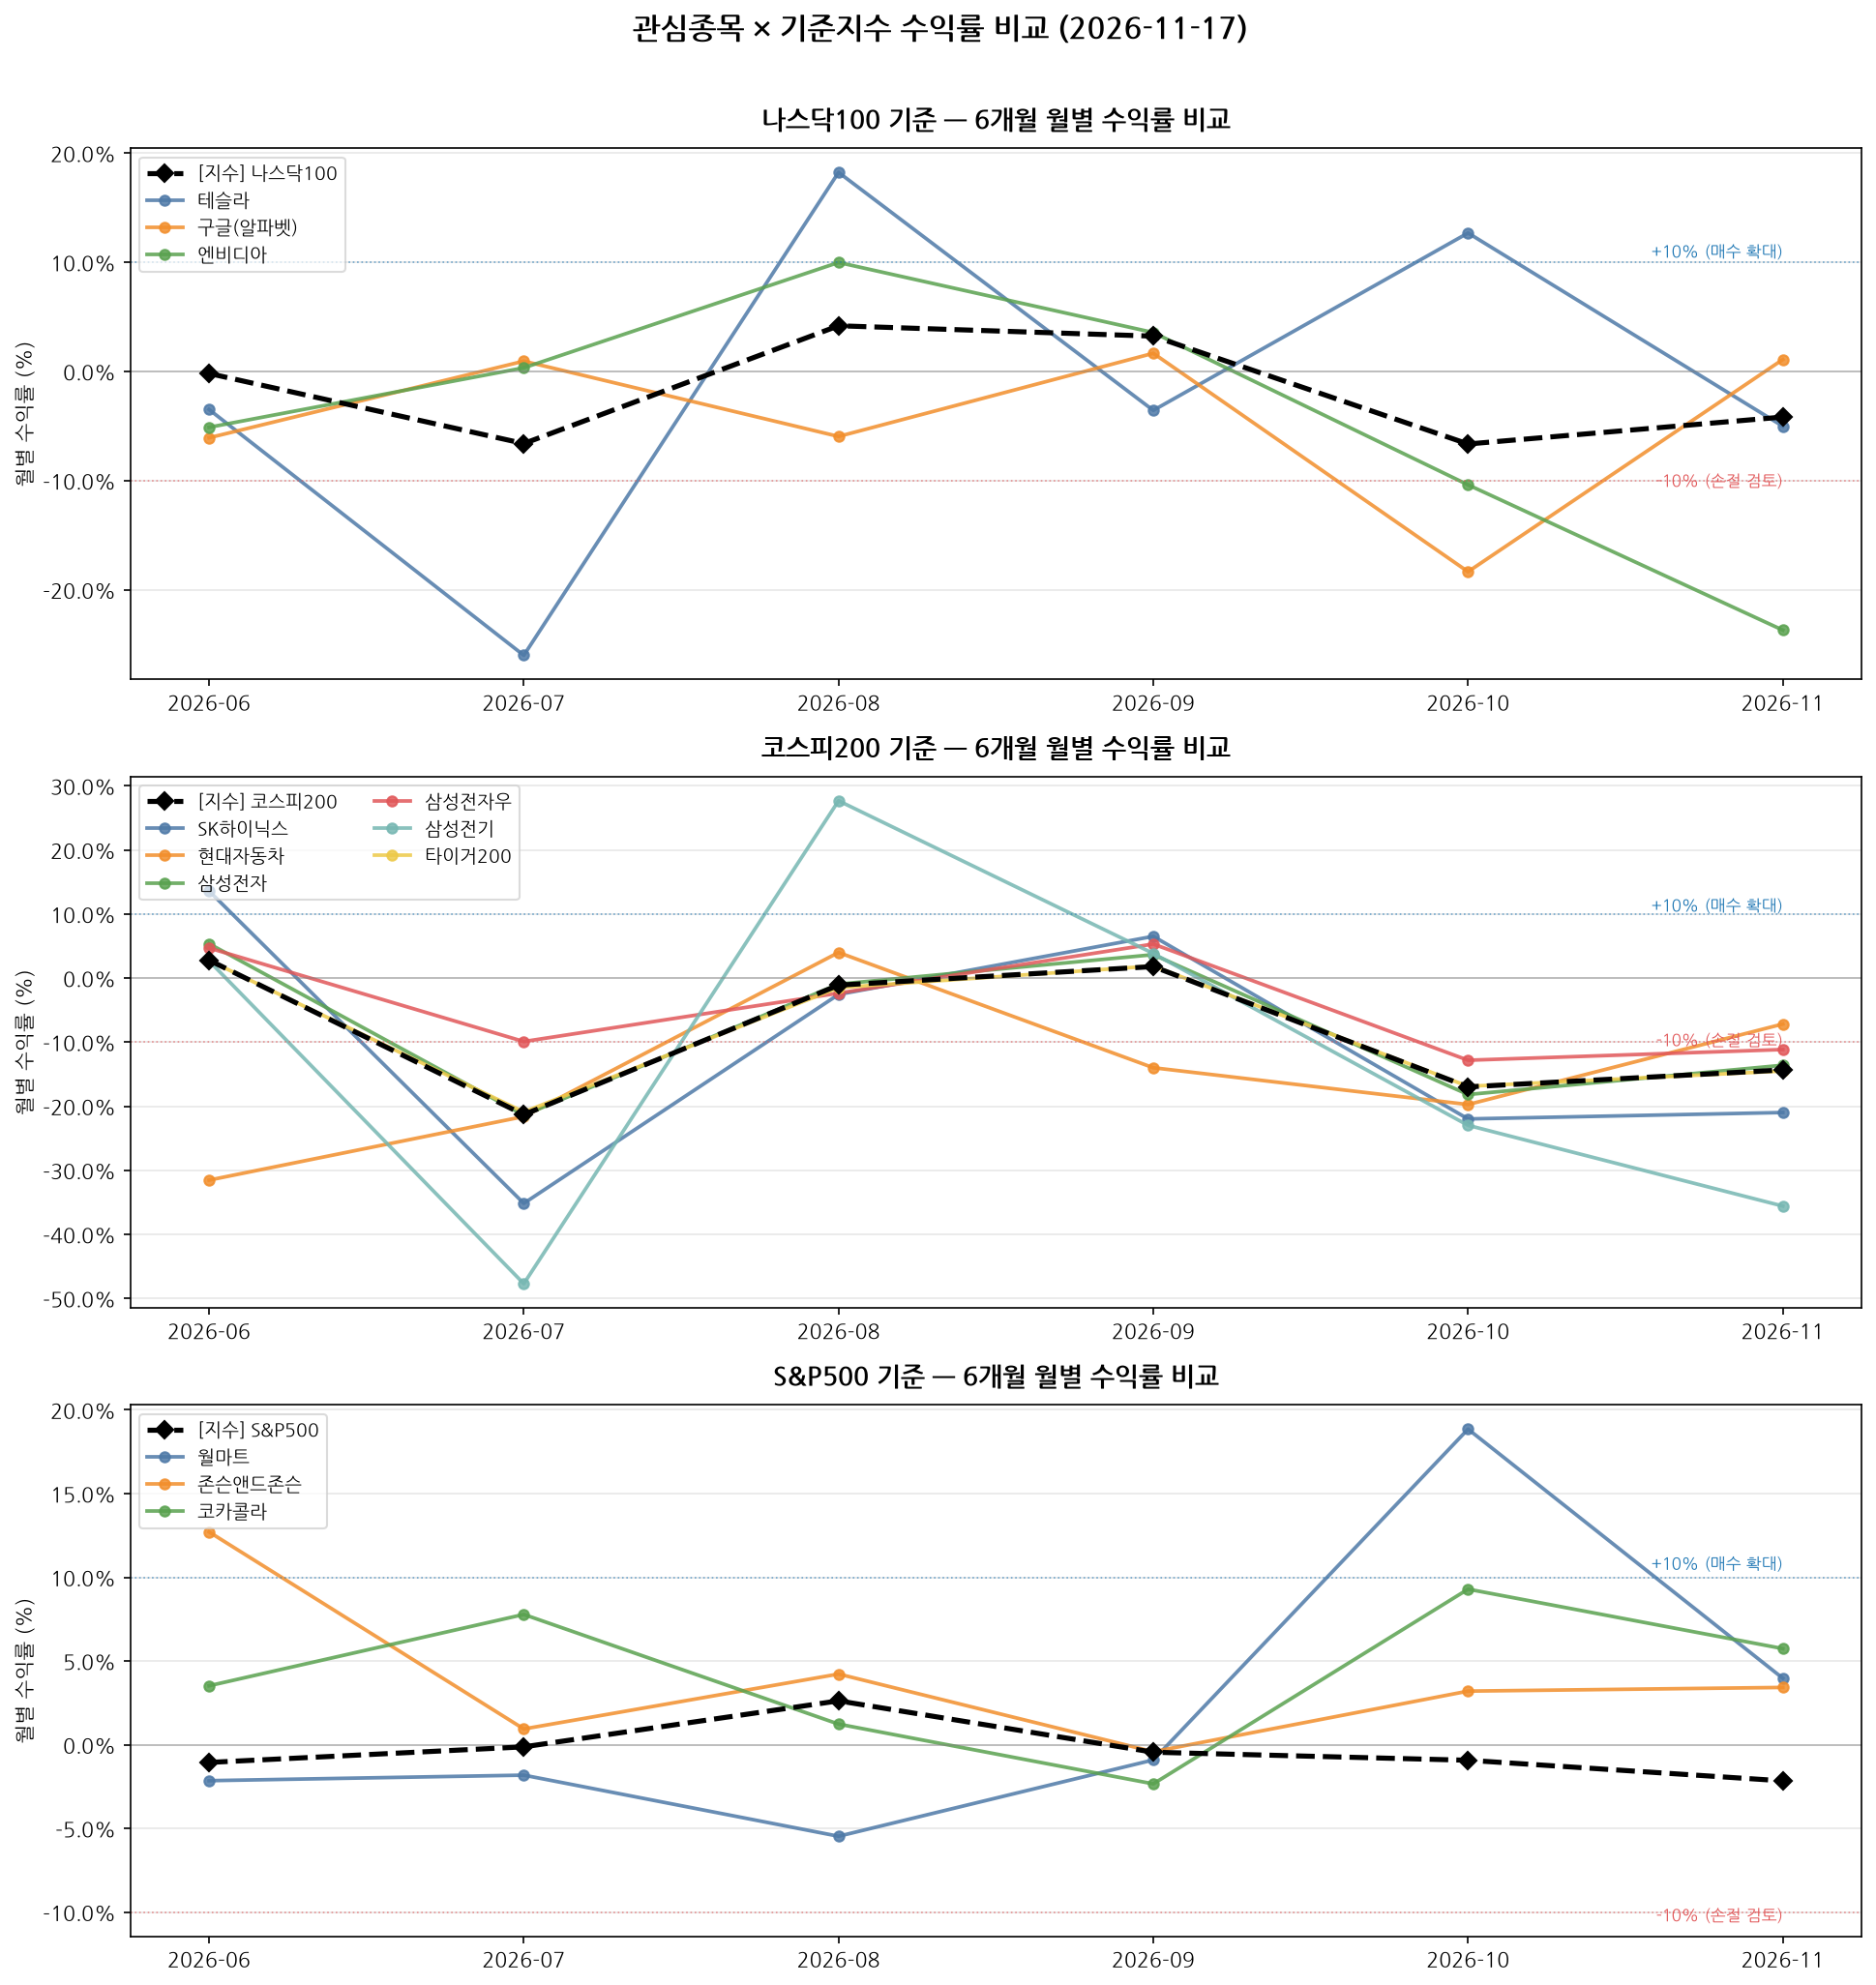 관심종목 × 기준지수 수익률 비교 (2026-11-17)
나스닥100 기준 — 6개월 월별 수익률 비교
월별 수익률 (%)
20.0%
10.0%
0.0%
-10.0%
-20.0%
[지수] 나스닥100
테슬라
구글(알파벳)
엔비디아
+10% (매수 확대)
-10% (손절 검토)
2026-06 2026-07 2026-08 2026-09 2026-10 2026-11
코스피200 기준 — 6개월 월별 수익률 비교
월별 수익률 (%)
30.0%
20.0%
10.0%
0.0%
-10.0%
-20.0%
-30.0%
-40.0%
-50.0%
[지수] 코스피200
SK하이닉스
현대자동차
삼성전자
삼성전자우
삼성전기
타이거200
+10% (매수 확대)
-10% (손절 검토)
2026-06 2026-07 2026-08 2026-09 2026-10 2026-11
S&P500 기준 — 6개월 월별 수익률 비교
월별 수익률 (%)
20.0%
15.0%
10.0%
5.0%
0.0%
-5.0%
-10.0%
[지수] S&P500
월마트
존슨앤드존슨
코카콜라
+10% (매수 확대)
-10% (손절 검토)
2026-06 2026-07 2026-08 2026-09 2026-10 2026-11